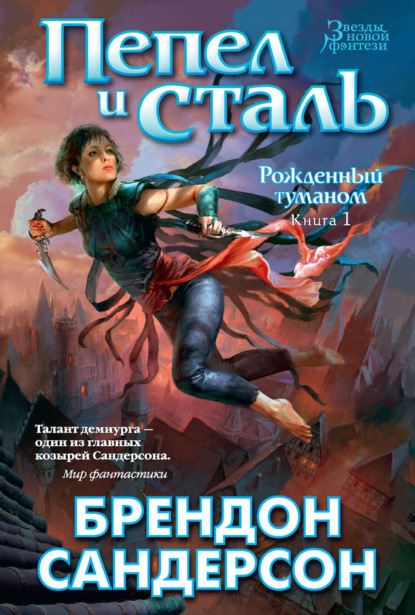 Звезды
новой
фэнтези
Пепел
и сталь
Рожденный
туманом
Книга 1
Талант демиурга —
один из главных
козырей Сандерсона.
Мир фантастики
БРЕНДОН
САНДЕРСОН